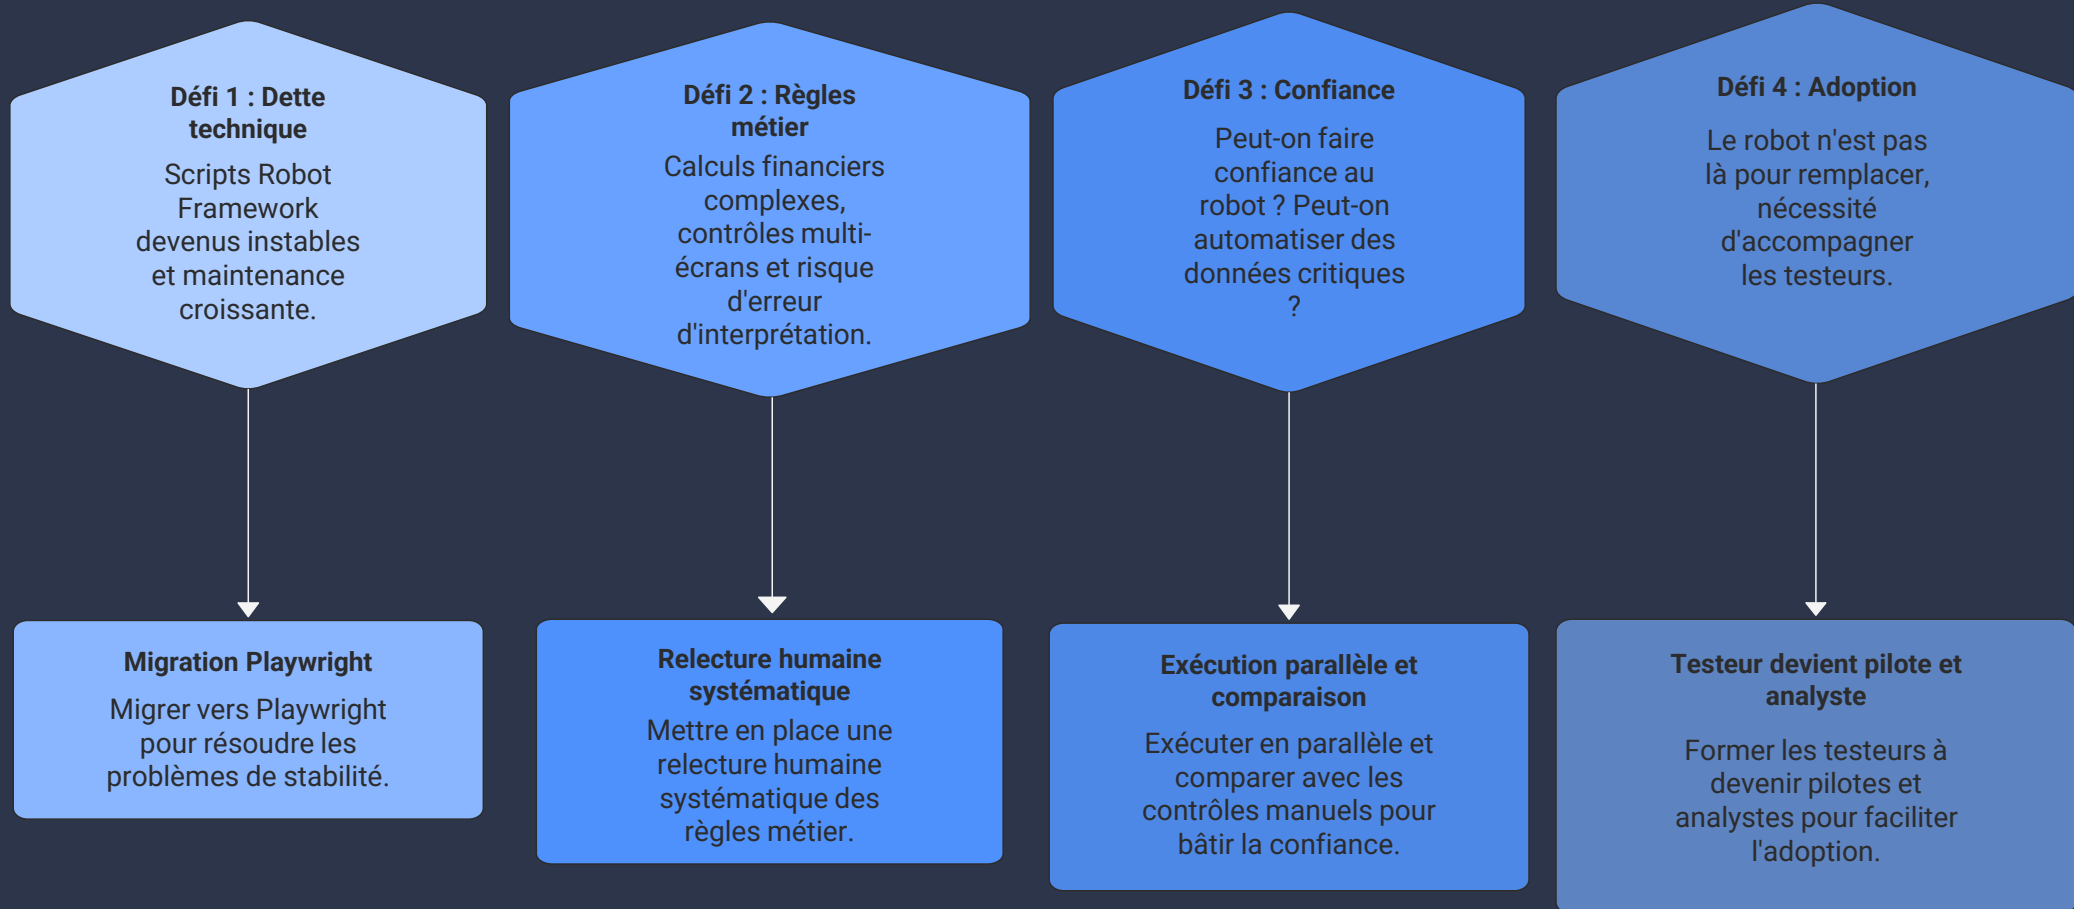 Défi 1 : Dette
technique
Scripts Robot
Framework
devenus instables
et maintenance
croissante.
Défi 2 : Règles
métier
Calculs financiers
complexes,
contrôles multi-
écrans et risque
d'erreur
d'interprétation.
Défi 3 : Confiance
Peut-on faire
confiance au
robot ? Peut-on
automatiser des
données critiques
?
Défi 4 : Adoption
Le robot n'est pas
là pour remplacer,
nécessité
d'accompagner
les testeurs.
Migration Playwright
Migrer vers Playwright
pour résoudre les
problèmes de stabilité.
Relecture humaine
systématique
Mettre en place une
relecture humaine
systématique des
règles métier.
Exécution parallèle et
comparaison
Exécuter en parallèle et
comparer avec les
contrôles manuels pour
bâtir la confiance.
Testeur devient pilote et
analyste
Former les testeurs à
devenir pilotes et
analystes pour faciliter
l'adoption.